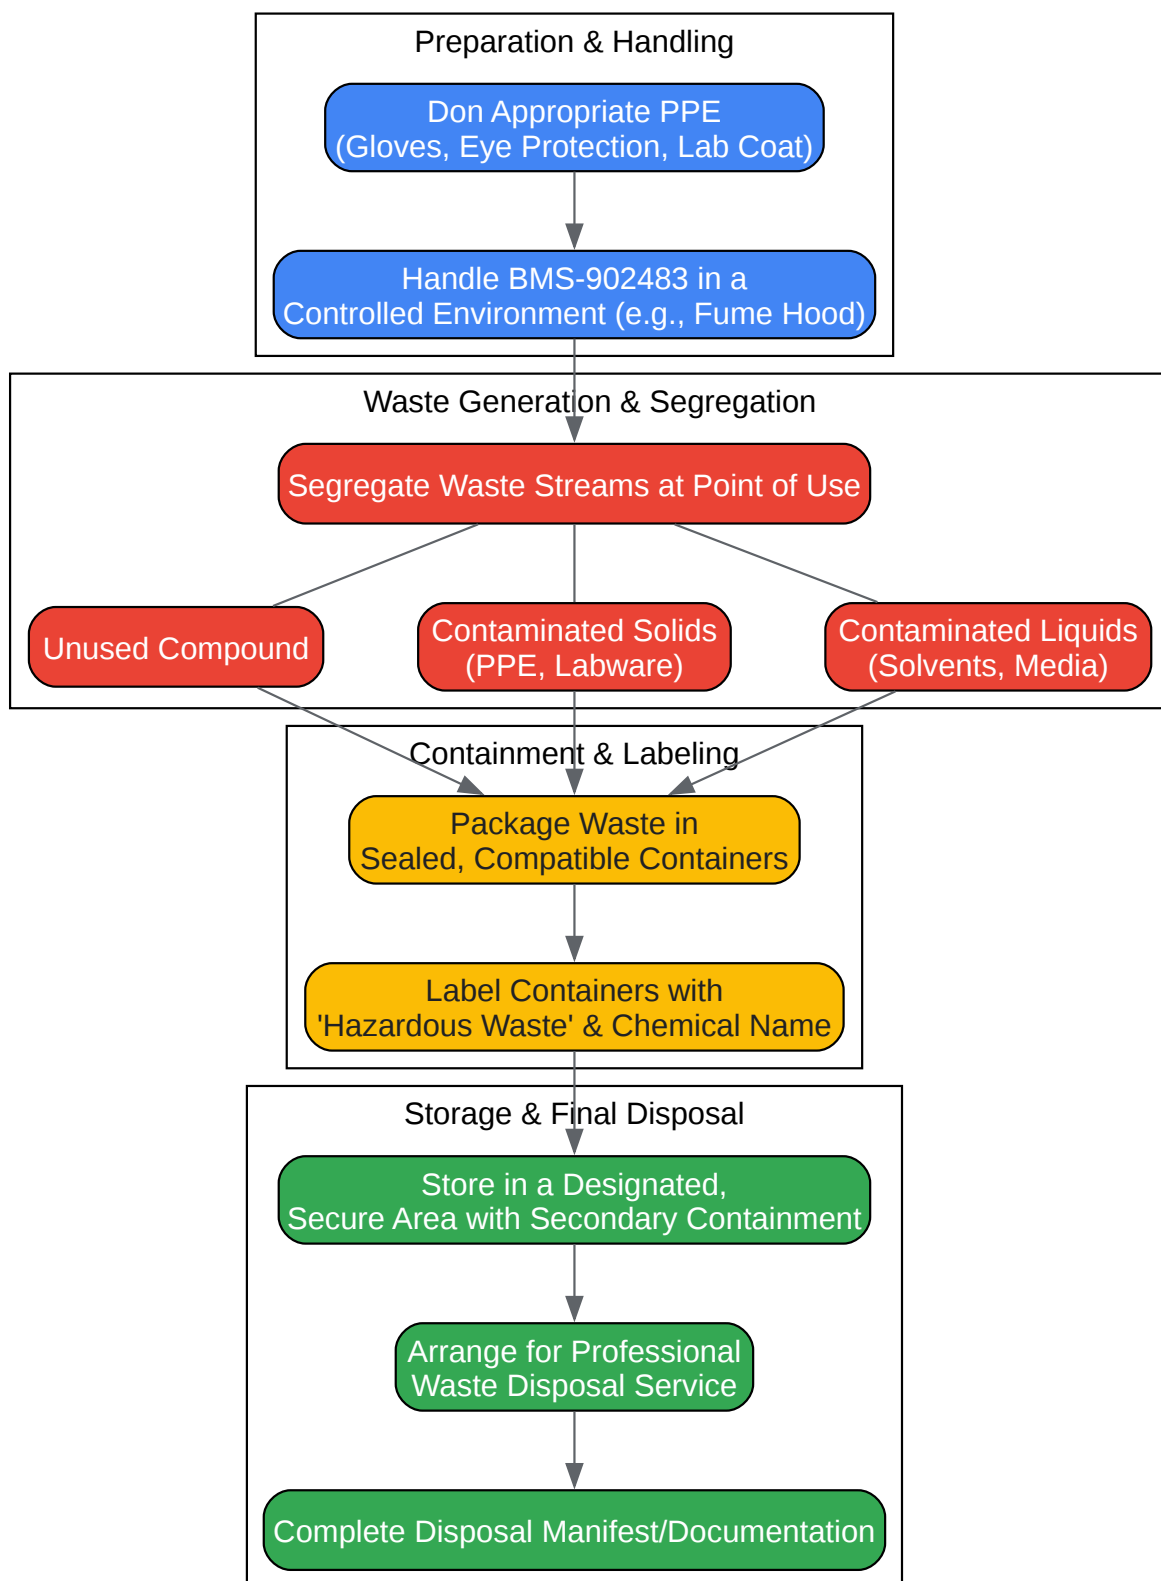 Preparation & Handling
Don Appropriate PPE
(Gloves, Eye Protection, Lab Coat)
Handle BMS-902483 in a
Controlled Environment (e.g., Fume Hood)
Waste Generation & Segregation
Segregate Waste Streams at Point of Use
Unused Compound
Contaminated Solids
(PPE, Labware)
Contaminated Liquids
(Solvents, Media)
Containment & Labeling
Package Waste in
Sealed, Compatible Containers
Label Containers with
'Hazardous Waste' & Chemical Name
Storage & Final Disposal
Store in a Designated,
Secure Area with Secondary Containment
Arrange for Professional
Waste Disposal Service
Complete Disposal Manifest/Documentation